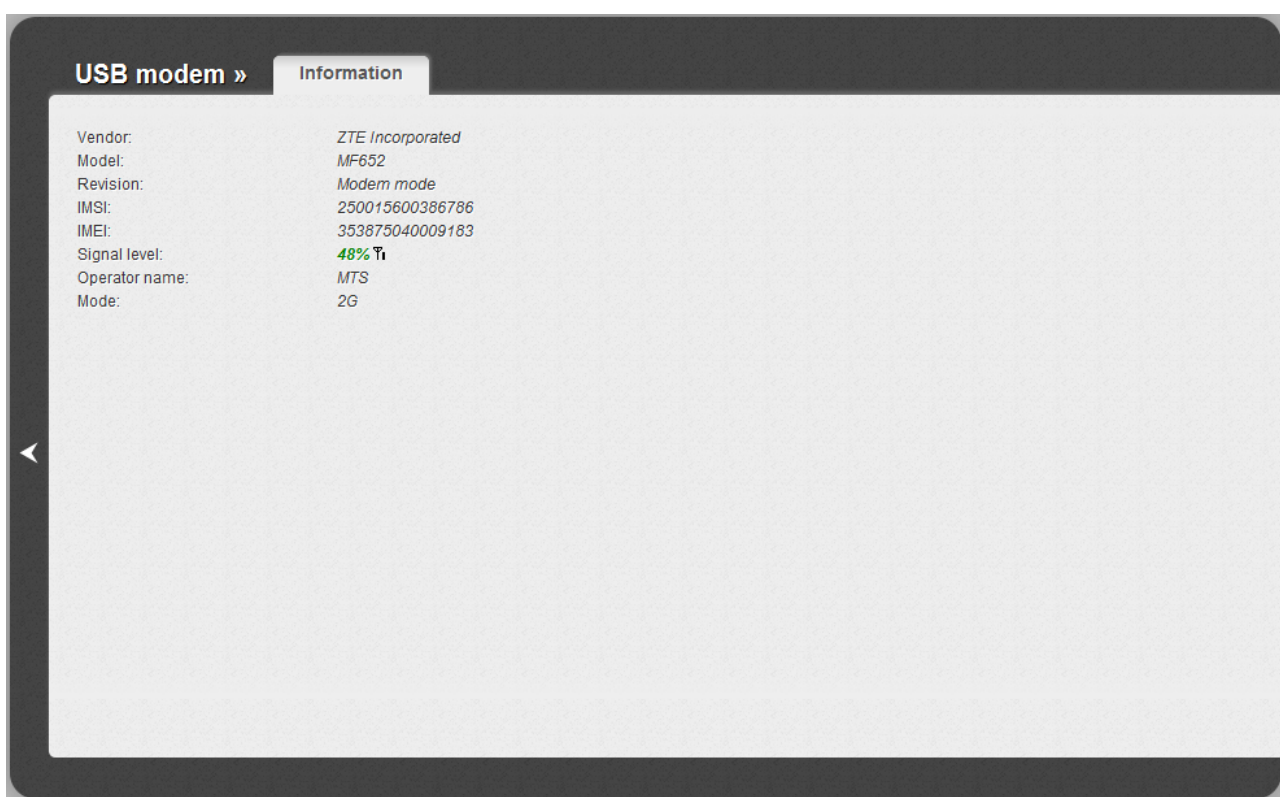 USB modem » Information
Vendor: ZTE Incorporated
Model: MF652
Revision: Modem mode
IMSI: 250015600386786
IMEI: 353875040009183
Signal level: 48%
Operator name: MTS
Mode: 2G